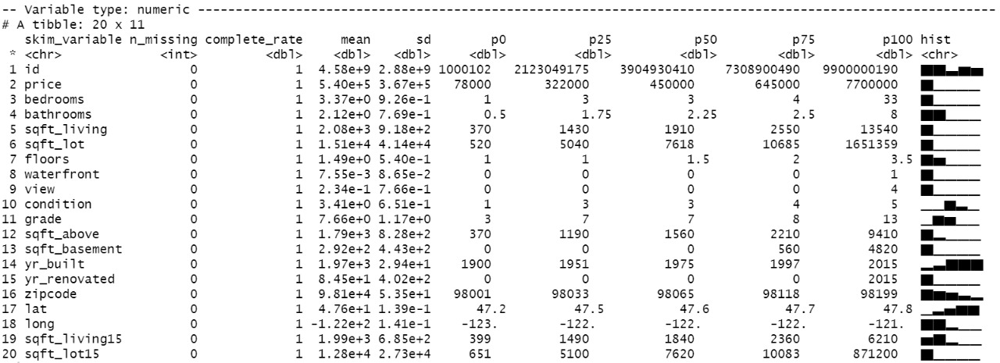 -- Variable type: numeric ------------------------------------------------------------------------------------------------------
# A tibble: 20 x 11
skim_variable n_missing complete_rate mean sd p0 p25 p50 p75 p100 hist
* <chr> <int> <dbl> <dbl> <dbl> <dbl> <dbl> <dbl> <dbl> <dbl> <chr>
1 id 0 1 4.58e+9 2.88e+9 1000102 2123049175 3904930410 7308900490 9900000190
2 price 0 1 5.40e+5 3.67e+5 78000 322000 450000 645000 7700000
3 bedrooms 0 1 3.37e+0 9.26e-1 1 3 3 4 33
4 bathrooms 0 1 2.12e+0 7.69e-1 0.5 1.75 2.25 2.5 8
5 sqft_living 0 1 2.08e+3 9.18e+2 370 1430 1910 2550 13540
6 sqft_lot 0 1 1.51e+4 4.14e+4 520 5040 7618 10685 1651359
7 floors 0 1 1.49e+0 5.40e-1 1 1 1.5 2 3.5
8 waterfront 0 1 7.55e-3 8.65e-2 0 0 0 0 1
9 view 0 1 2.34e-1 7.66e-1 0 0 0 0 4
10 condition 0 1 3.41e+0 6.51e-1 1 3 3 4 5
11 grade 0 1 7.66e+0 1.17e+0 3 7 7 8 13
12 sqft_above 0 1 1.79e+3 8.28e+2 370 1190 1560 2210 9410
13 sqft_basement 0 1 2.92e+2 4.43e+2 0 0 0 560 4820
14 yr_built 0 1 1.97e+3 2.94e+1 1900 1951 1975 1997 2015
15 yr_renovated 0 1 8.45e+1 4.02e+2 0 0 0 0 2015
16 zipcode 0 1 9.81e+4 5.35e+1 98001 98033 98065 98118 98199
17 lat 0 1 4.76e+1 1.39e-1 47.2 47.5 47.6 47.7 47.8
18 long 0 1 -1.22e+2 1.41e-1 -123. -122. -122. -122. -121.
19 sqft_living15 0 1 1.99e+3 6.85e+2 399 1490 1840 2360 6210
20 sqft_lot15 0 1 1.28e+4 2.73e+4 651 5100 7620 10083 871200